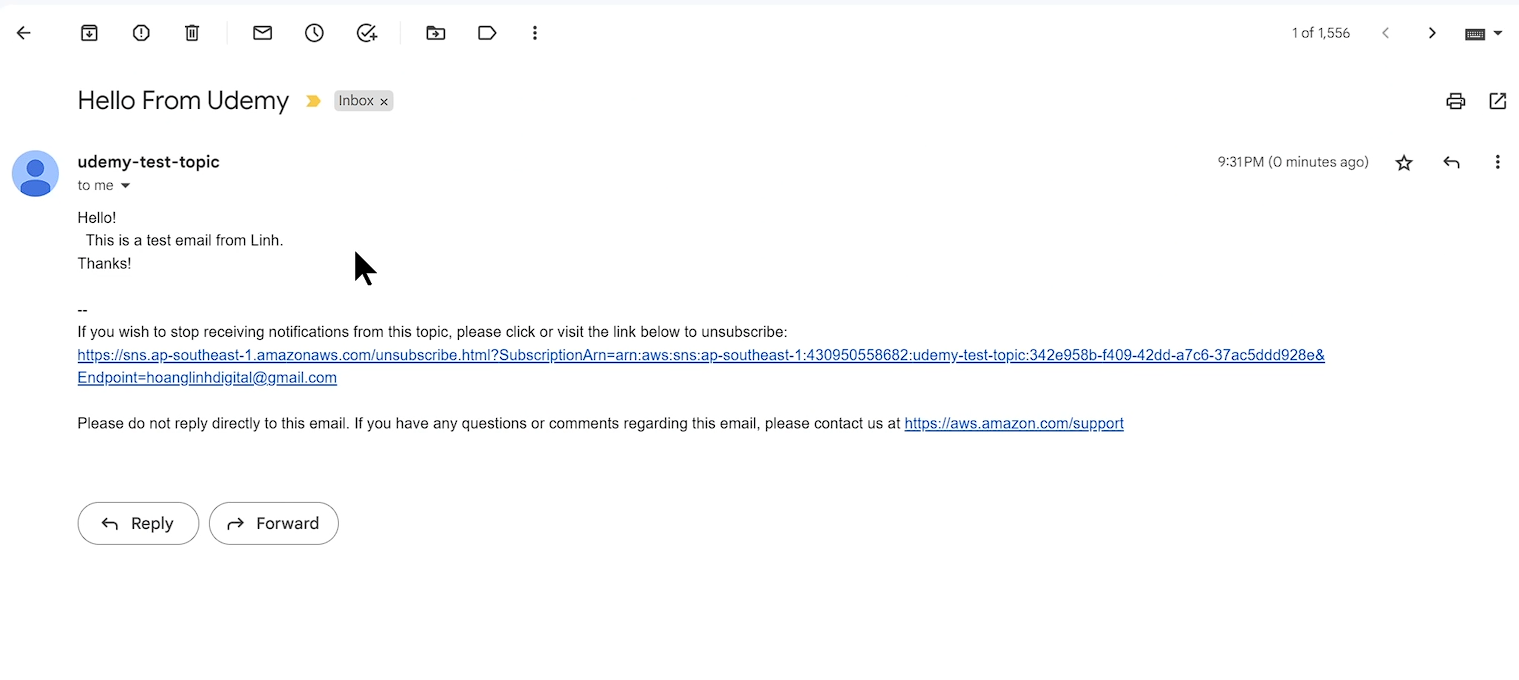 1 of 1,556
Hello From Udemy Inbox ×
udemy-test-topic 9:31 PM (0 minutes ago)
to me
Hello!
This is a test email from Linh.
Thanks!
--
If you wish to stop receiving notifications from this topic, please click or visit the link below to unsubscribe:
https://sns.ap-southeast-1.amazonaws.com/unsubscribe.html?SubscriptionArn=arn:aws:sns:ap-southeast-1:430950558682:udemy-test-topic:342e958b-f409-42dd-a7c6-37ac5ddd928e&
Endpoint=hoanglinhdigital@gmail.com
Please do not reply directly to this email. If you have any questions or comments regarding this email, please contact us at https://aws.amazon.com/support
Reply Forward